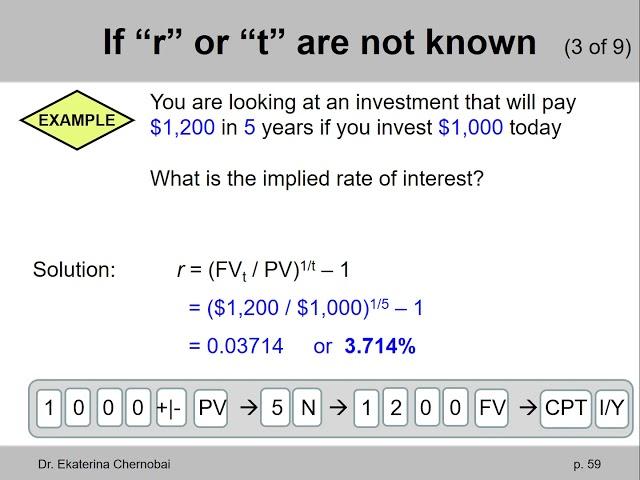 If “r” or “t” are not known (3 of 9)
EXAMPLE
You are looking at an investment that will pay
$1,200 in 5 years if you invest $1,000 today
What is the implied rate of interest?
Solution: r = (FVt / PV)1/t – 1
= ($1,200 / $1,000)1/5 – 1
= 0.03714 or 3.714%
1 0 0 0 +|- PV → 5 N → 1 2 0 0 FV → CPT I/Y
Dr. Ekaterina Chernobai p. 59